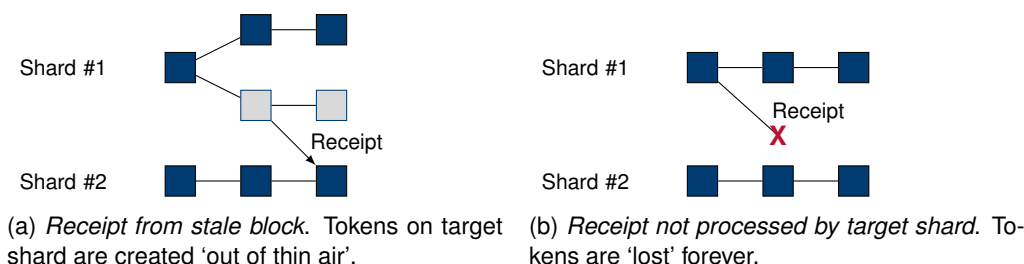 Shard #1
Receipt
Shard #2
(a) Receipt from stale block. Tokens on target
shard are created ‘out of thin air’.
Shard #1
Receipt
X
Shard #2
(b) Receipt not processed by target shard. To-
kens are ‘lost’ forever.